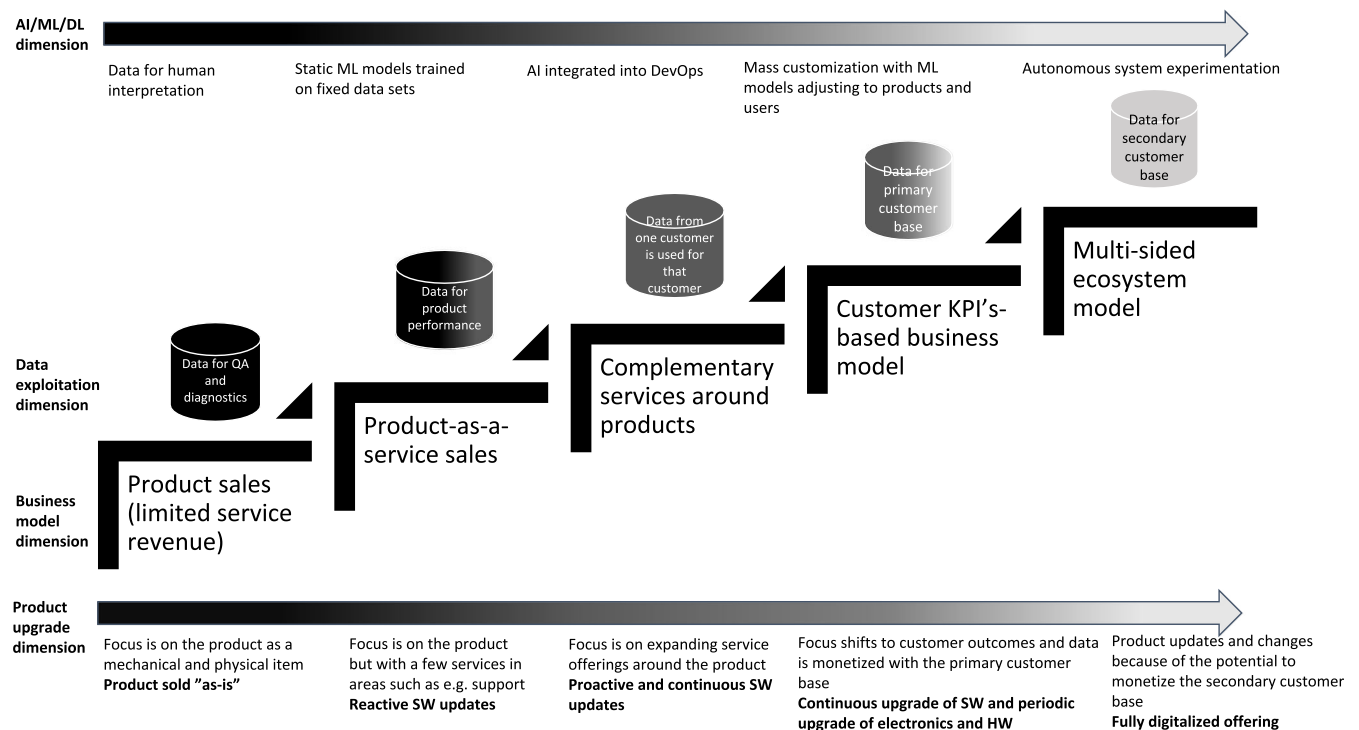 AI/ML/DL
dimension
Data for human
interpretation
Static ML models trained
on fixed data sets
AI integrated into DevOps
Mass customization with ML
models adjusting to products and
users
Autonomous system experimentation
Data for
secondary
customer
base
Data for
primary
customer
base
Data from
one customer
is used for
that
customer
Data for
product
performance
Data for QA
and
diagnostics
Data
exploitation
dimension
Multi-sided
ecosystem
model
Customer KPI's-
based business
model
Complementary
services around
products
Product-as-a-
service sales
Product sales
(limited service
revenue)
Business
model
dimension
Product
upgrade
dimension
Focus is on the product as a
mechanical and physical item
Product sold ”as-is”
Focus is on the product
but with a few services in
areas such as e.g. support
Reactive SW updates
Focus is on expanding service
offerings around the product
Proactive and continuous SW
updates
Focus shifts to customer outcomes and data
is monetized with the primary customer
base
Continuous upgrade of SW and periodic
upgrade of electronics and HW
Product updates and changes
because of the potential to
monetize the secondary customer
base
Fully digitalized offering